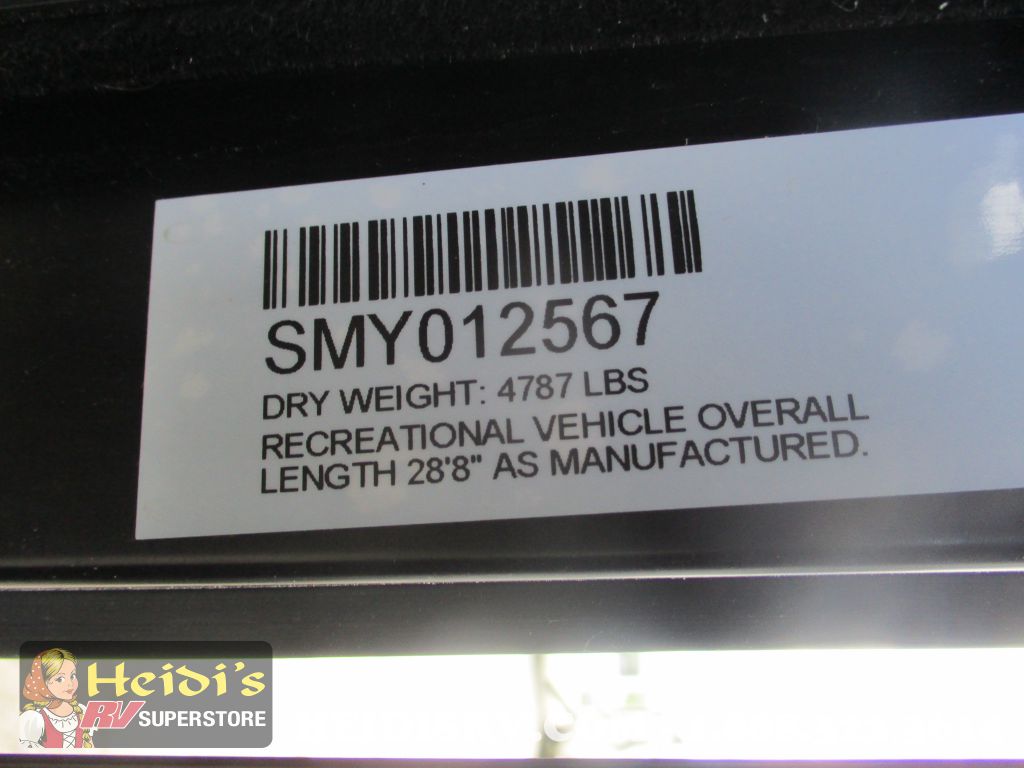 SMY012567
DRY WEIGHT: 4787 LBS
RECREATIONAL VEHICLE OVERALL
LENGTH 28'8" AS MANUFACTURED.
Heidi's
RV SUPERSTORE